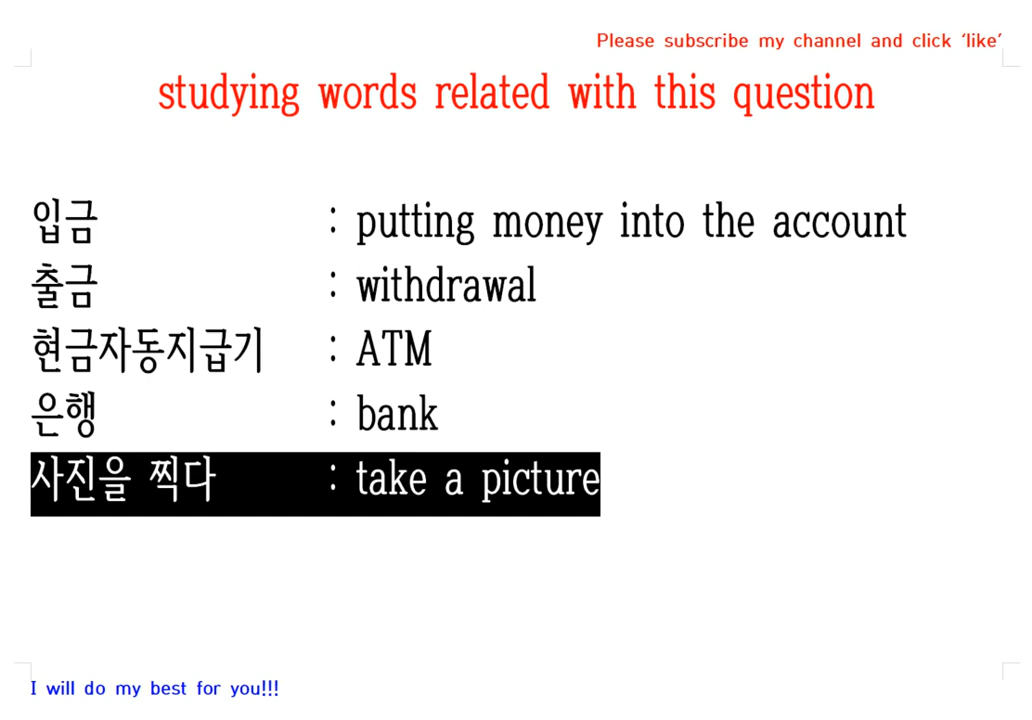 Please subscribe my channel and click ‘like’
studying words related with this question
입금 : putting money into the account
출금 : withdrawal
현금자동지급기 : ATM
은행 : bank
사진을 찍다 : take a picture
I will do my best for you!!!